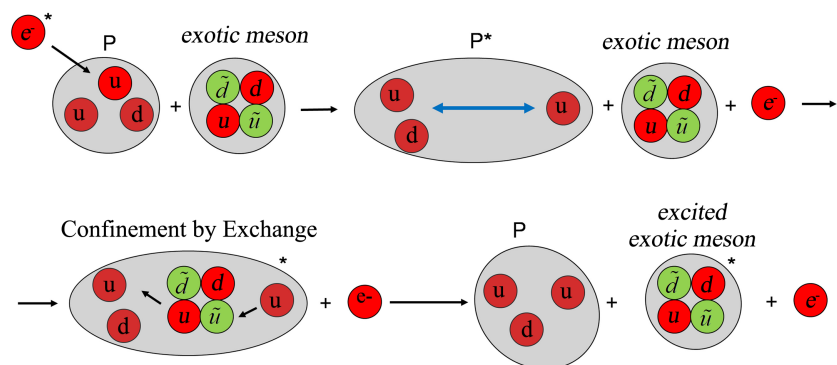 e- *
P
exotic meson
P*
exotic meson
u
u d
+
d̃ d
u ũ
u
d
u
+
d̃ d
u ũ
+
e-
Confinement by Exchange
*
P
excited
exotic meson
*
u
d
d̃ d
u ũ
u
+
e-
u u
d
+
d̃ d
u ũ
+
e-